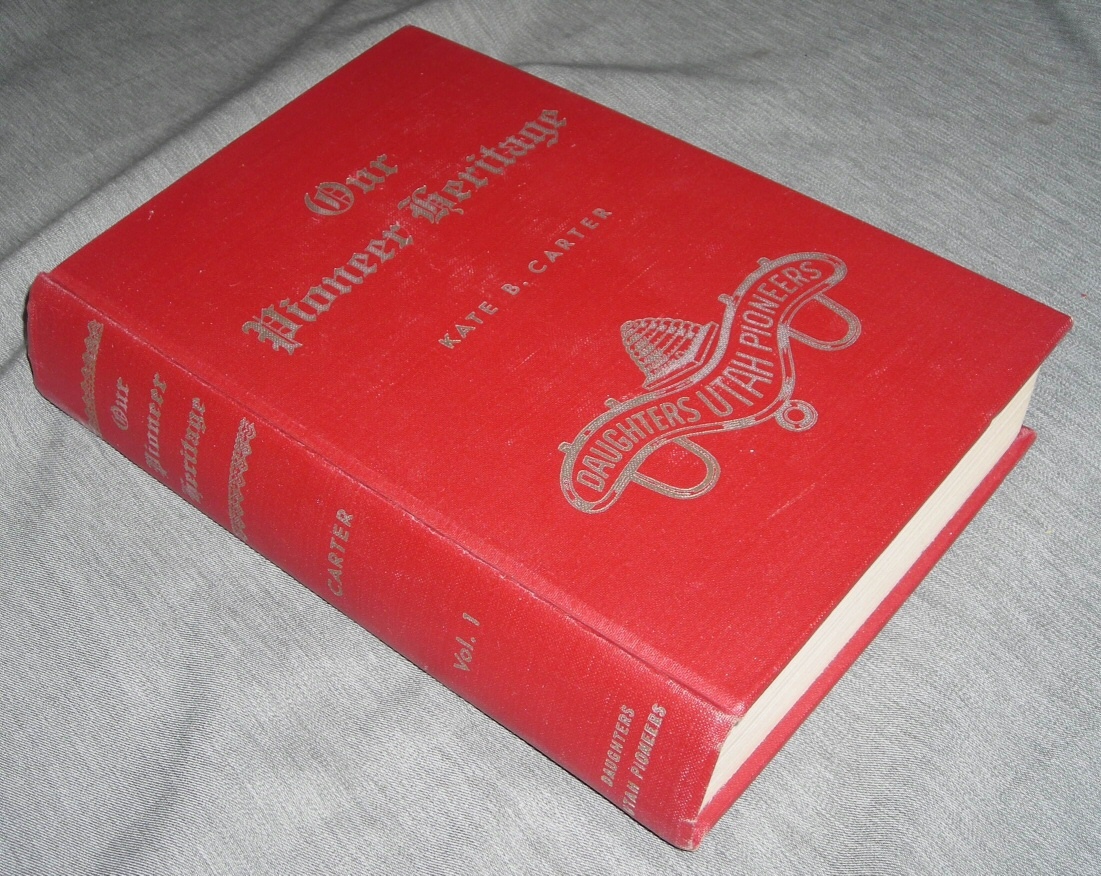 Our
Pioneer Heritage
KATE B. CARTER
DAUGHTERS UTAH PIONEERS
Our
Pioneer
Heritage
CARTER
Vol. 1
DAUGHTERS
UTAH PIONEERS